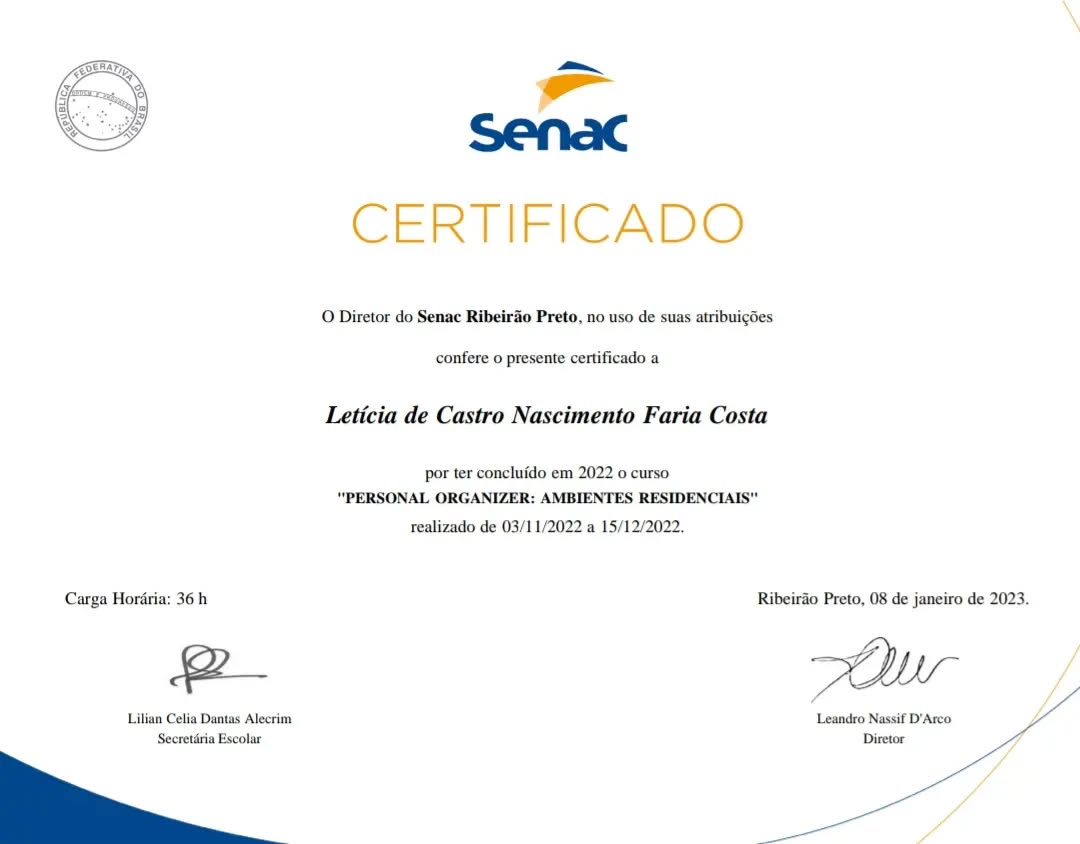 REPÚBLICA FEDERATIVA DO BRASIL
Senac
CERTIFICADO
O Diretor do Senac Ribeirão Preto, no uso de suas atribuições
confere o presente certificado a
Letícia de Castro Nascimento Faria Costa
por ter concluído em 2022 o curso
"PERSONAL ORGANIZER: AMBIENTES RESIDENCIAIS"
realizado de 03/11/2022 a 15/12/2022.
Carga Horária: 36 h
Ribeirão Preto, 08 de janeiro de 2023.
Lilian Celia Dantas Alecrim
Secretária Escolar
Leandro Nassif D'Arco
Diretor